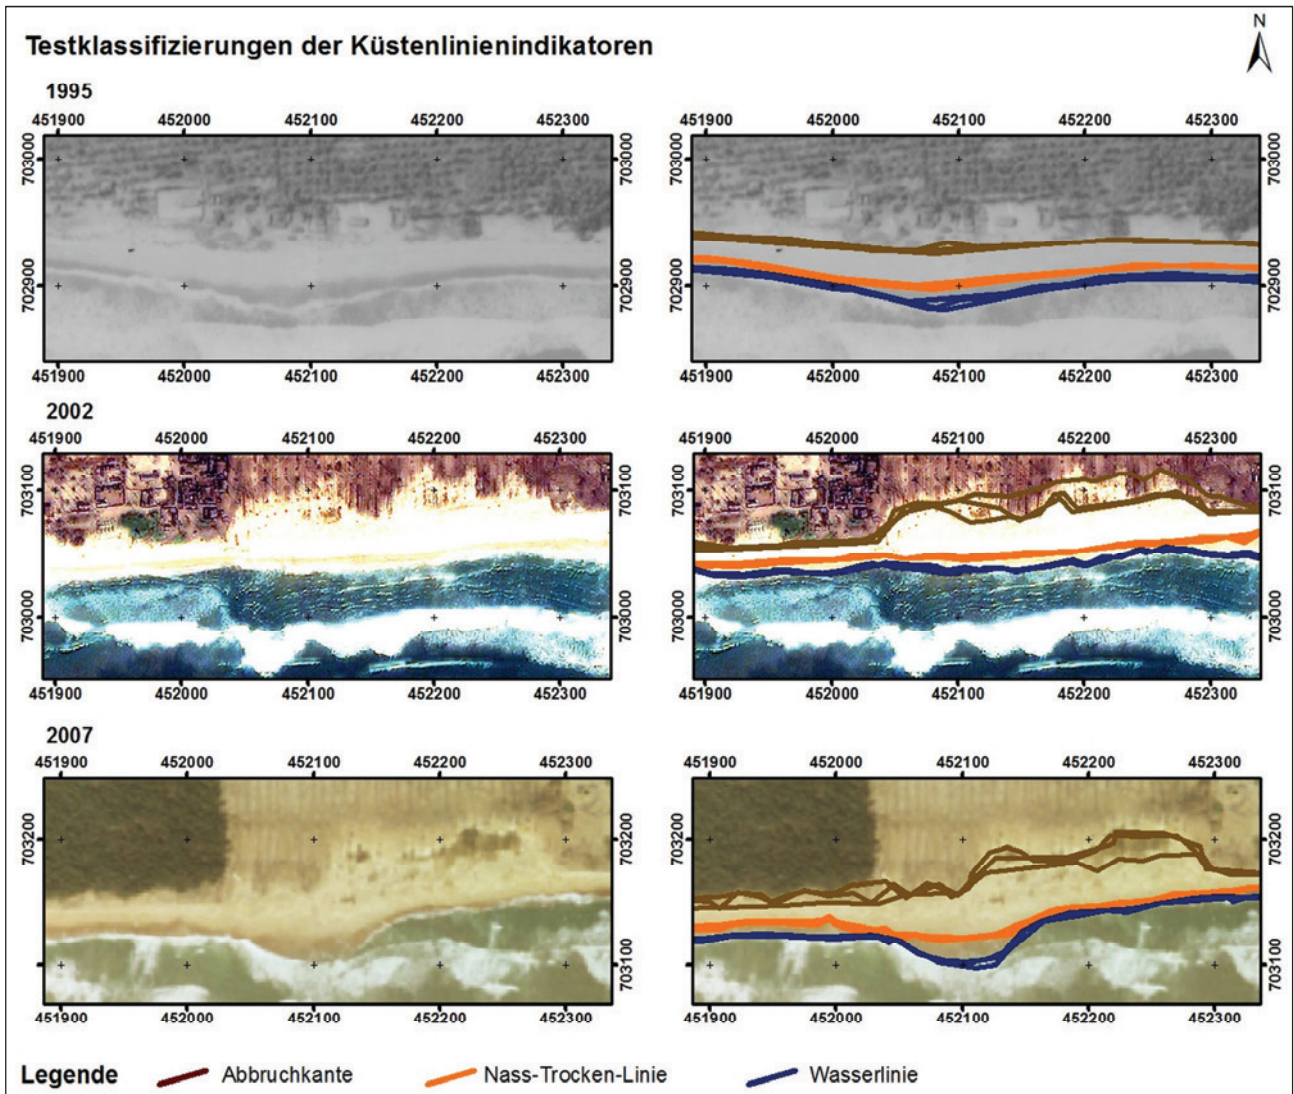 Testklassifizierungen der Küstenlinienindikatoren
N
1995
451900 452000 452100 452200 452300
451900 452000 452100 452200 452300
703000
702900
703000
702900
703000
702900
703000
702900
451900 452000 452100 452200 452300
451900 452000 452100 452200 452300
2002
451900 452000 452100 452200 452300
451900 452000 452100 452200 452300
703100
703000
703100
703000
703100
703000
703100
703000
451900 452000 452100 452200 452300
451900 452000 452100 452200 452300
2007
451900 452000 452100 452200 452300
451900 452000 452100 452200 452300
703200
703100
703200
703100
703200
703100
703200
703100
451900 452000 452100 452200 452300
451900 452000 452100 452200 452300
Legende Abbruchkante Nass-Trocken-Linie Wasserlinie